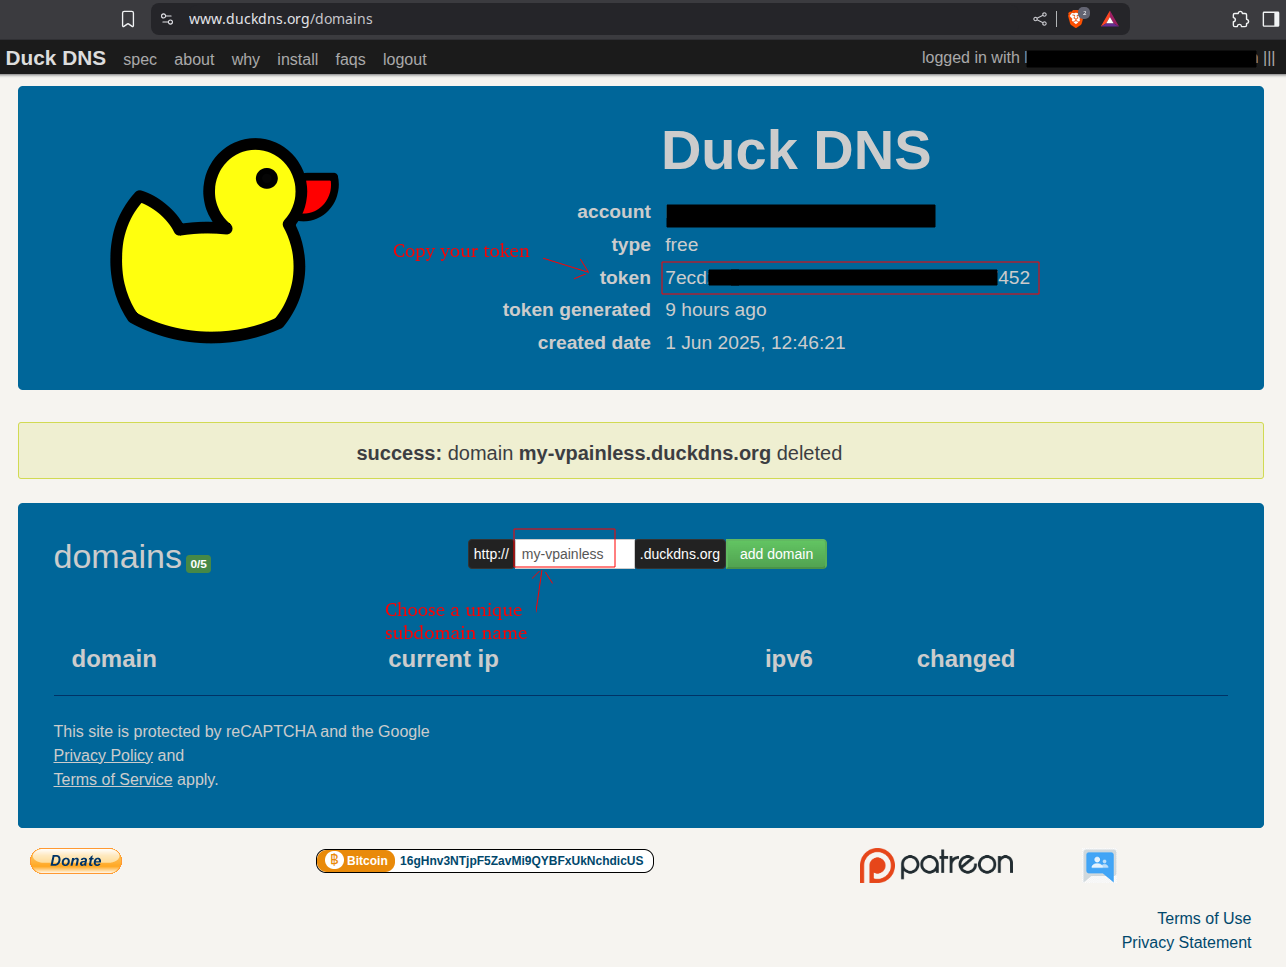 www.duckdns.org/domains
2
Duck DNS spec about why install faqs logout logged in with |||
Duck DNS
account
type free
Copy your token
token 7ecd 452
token generated 9 hours ago
created date 1 Jun 2025, 12:46:21
success: domain my-vpainless.duckdns.org deleted
domains 0/5 http:// my-vpainless .duckdns.org add domain
Choose a unique
subdomain name
domain current ip ipv6 changed
This site is protected by reCAPTCHA and the Google
Privacy Policy and
Terms of Service apply.
Donate Bitcoin 16gHnv3NTjpF5ZavMi9QYBFxUkNchdicUS patreon
Terms of Use
Privacy Statement